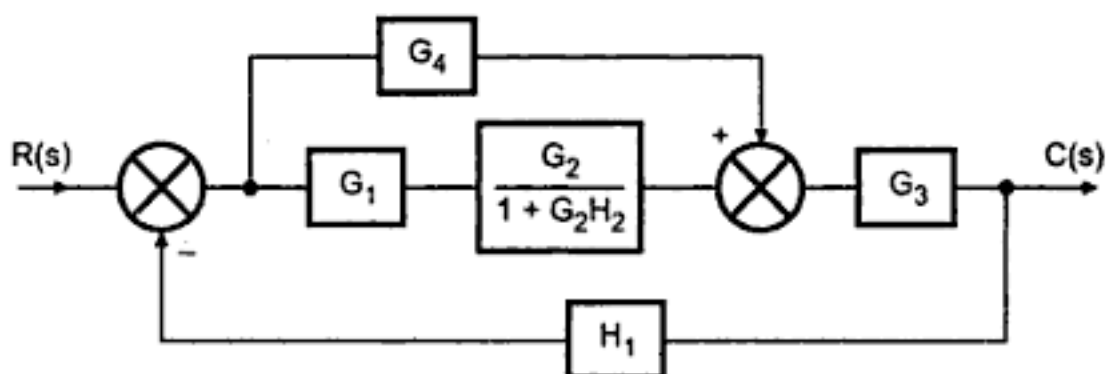 G₄
R(s)
G₁
G₂
1 + G₂H₂
+
G₃
C(s)
−
H₁